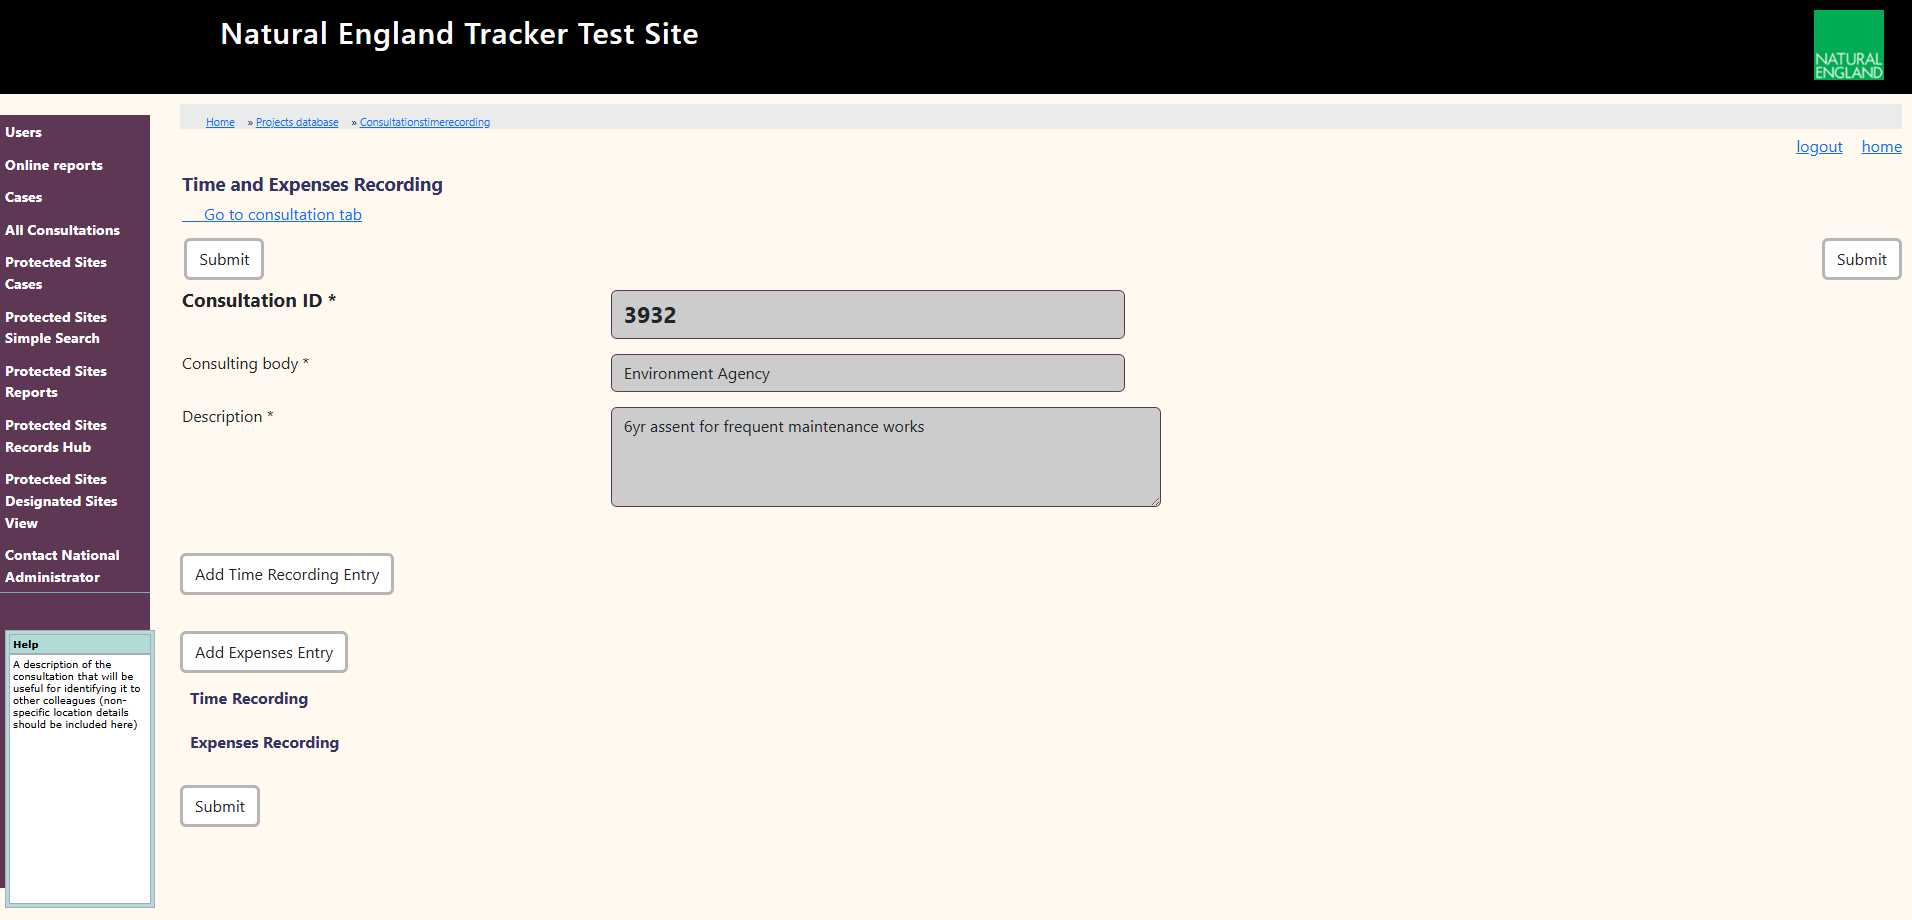 Natural England Tracker Test Site
NATURAL
ENGLAND
Users
Online reports
Cases
All Consultations
Protected Sites
Cases
Protected Sites
Simple Search
Protected Sites
Reports
Protected Sites
Records Hub
Protected Sites
Designated Sites
View
Contact National
Administrator
Help
A description of the
consultation that will be
useful for identifying it to
other colleagues (non-
specific location details
should be included here)
Home » Projects database » Consultationstimerecording
logout home
Time and Expenses Recording
Go to consultation tab
Submit Submit
Consultation ID * 3932
Consulting body * Environment Agency
Description * 6yr assent for frequent maintenance works
Add Time Recording Entry
Add Expenses Entry
Time Recording
Expenses Recording
Submit